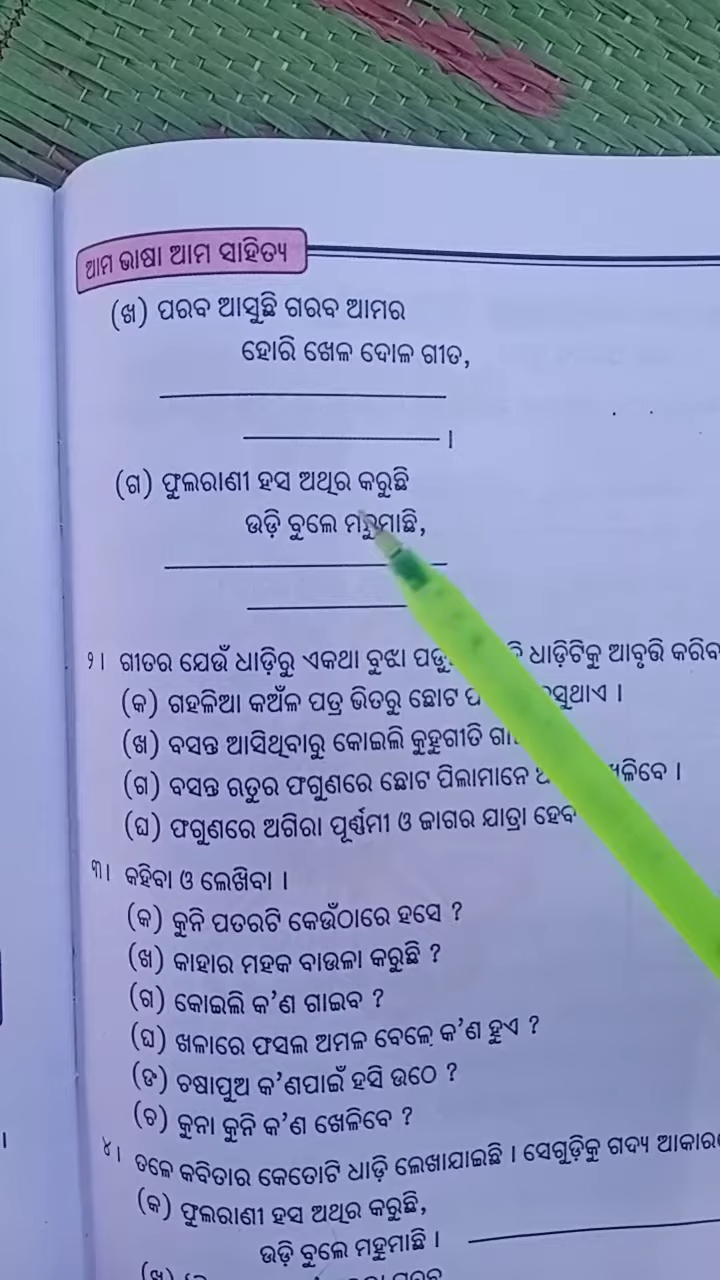 ଆମ ଭାଷା ଆମ ସାହିତ୍ୟ
(ଖ) ପରବ ଆସୁଛି ଗରବ ଆମର
ହୋରି ଖେଳ ଦୋଳ ଗୀତ,
।
(ଗ) ଫୁଲରାଣୀ ହସ ଅଥିର କରୁଛି
ଉଡ଼ି ବୁଲେ ମହୁମାଛି,
୨। ଗୀତର ଯେଉଁ ଧାଡ଼ିରୁ ଏକଥା ବୁଝା ଧାଡ଼ିଟିକୁ ଆବୃତ୍ତି କରିବା
(କ) ଗହଳିଆ କଅଁଳ ପତ୍ର ଭିତରୁ ଛୋଟ
(ଖ) ବସନ୍ତ ଆସିଥିବାରୁ କୋଇଲି କୁହୁଗୀତି
(ଗ) ବସନ୍ତ ଋତୁର ଫଗୁଣରେ ଛୋଟ ପିଲାମାନେ
(ଘ) ଫଗୁଣରେ ଅଗିରା ପୂର୍ଣ୍ଣମୀ ଓ ଜାଗର ଯାତ୍ରା ହେବ
୩। କହିବା ଓ ଲେଖିବା ।
(କ) କୁନି ପତରଟି କେଉଁଠାରେ ହସେ ?
(ଖ) କାହାର ମହକ ବାଉଳା କରୁଛି ?
(ଗ) କୋଇଲି କ'ଣ ଗାଇବ ?
(ଘ) ଖଳାରେ ଫସଲ ଅମଳ ବେଳେ କ'ଣ ହୁଏ ?
(ଙ) ଚଷାପୁଅ କ'ଣପାଇଁ ହସି ଉଠେ ?
(ଚ) କୁନା କୁନି କ'ଣ ଖେଳିବେ ?
୪। ତଳେ କବିତାର କେତୋଟି ଧାଡ଼ି ଲେଖାଯାଇଛି । ସେଗୁଡ଼ିକୁ ଗଦ୍ୟ
(କ) ଫୁଲରାଣୀ ହସ ଅଥିର କରୁଛି,
ଉଡ଼ି ବୁଲେ ମହୁମାଛି ।